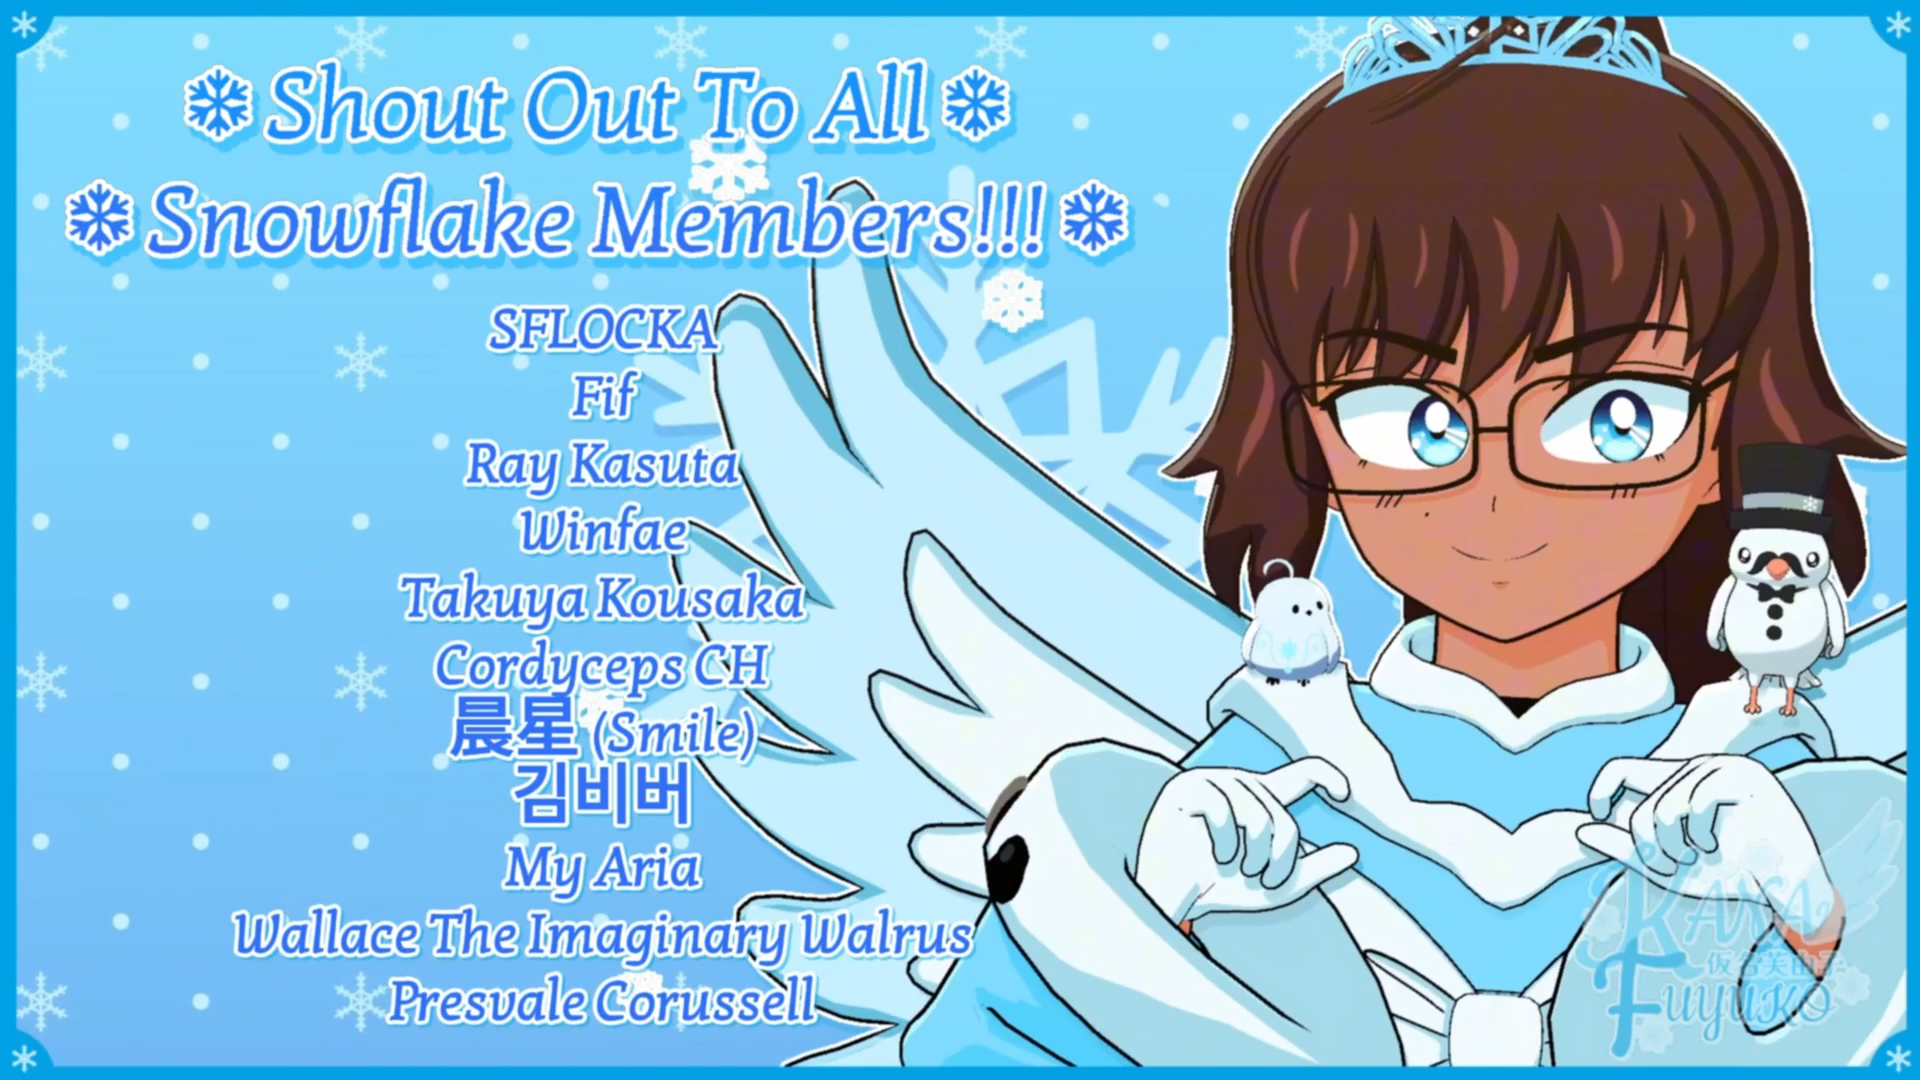 Shout Out To All
Snowflake Members!!!
SFLOCKA
Fif
Ray Kasuta
Winfae
Takuya Kousaka
Cordyceps CH
晨星 (Smile)
김비버
My Aria
Wallace The Imaginary Walrus
Presvale Corussell
KANA
FUYUKO